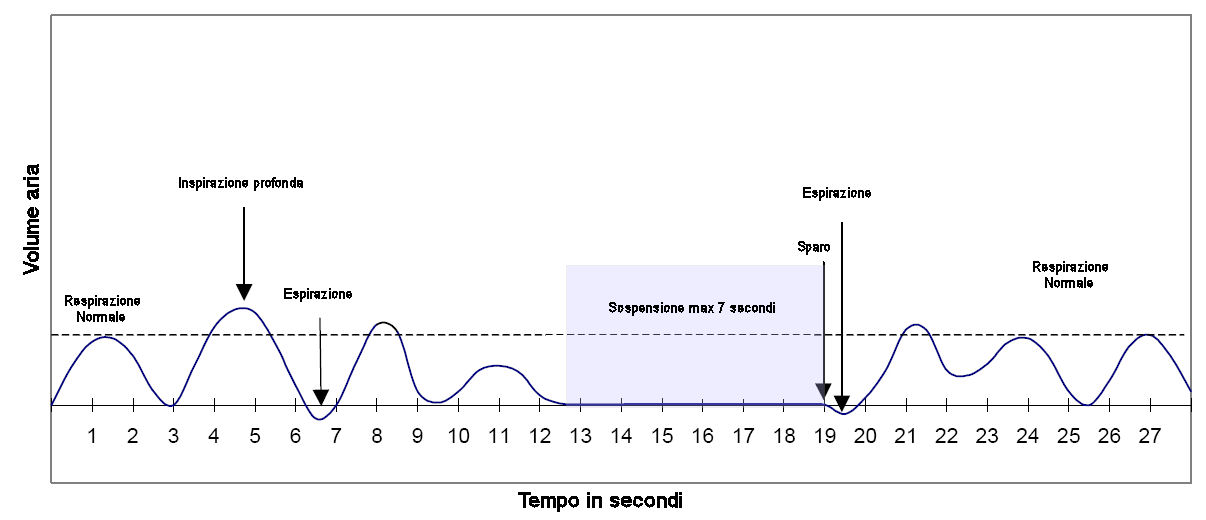 Inspirazione profonda
Espirazione
Sparo
Respirazione
Normale
Respirazione
Normale
Espirazione
Sospensione max 7 secondi
Volume aria
1 2 3 4 5 6 7 8 9 10 11 12 13 14 15 16 17 18 19 20 21 22 23 24 25 26 27
Tempo in secondi